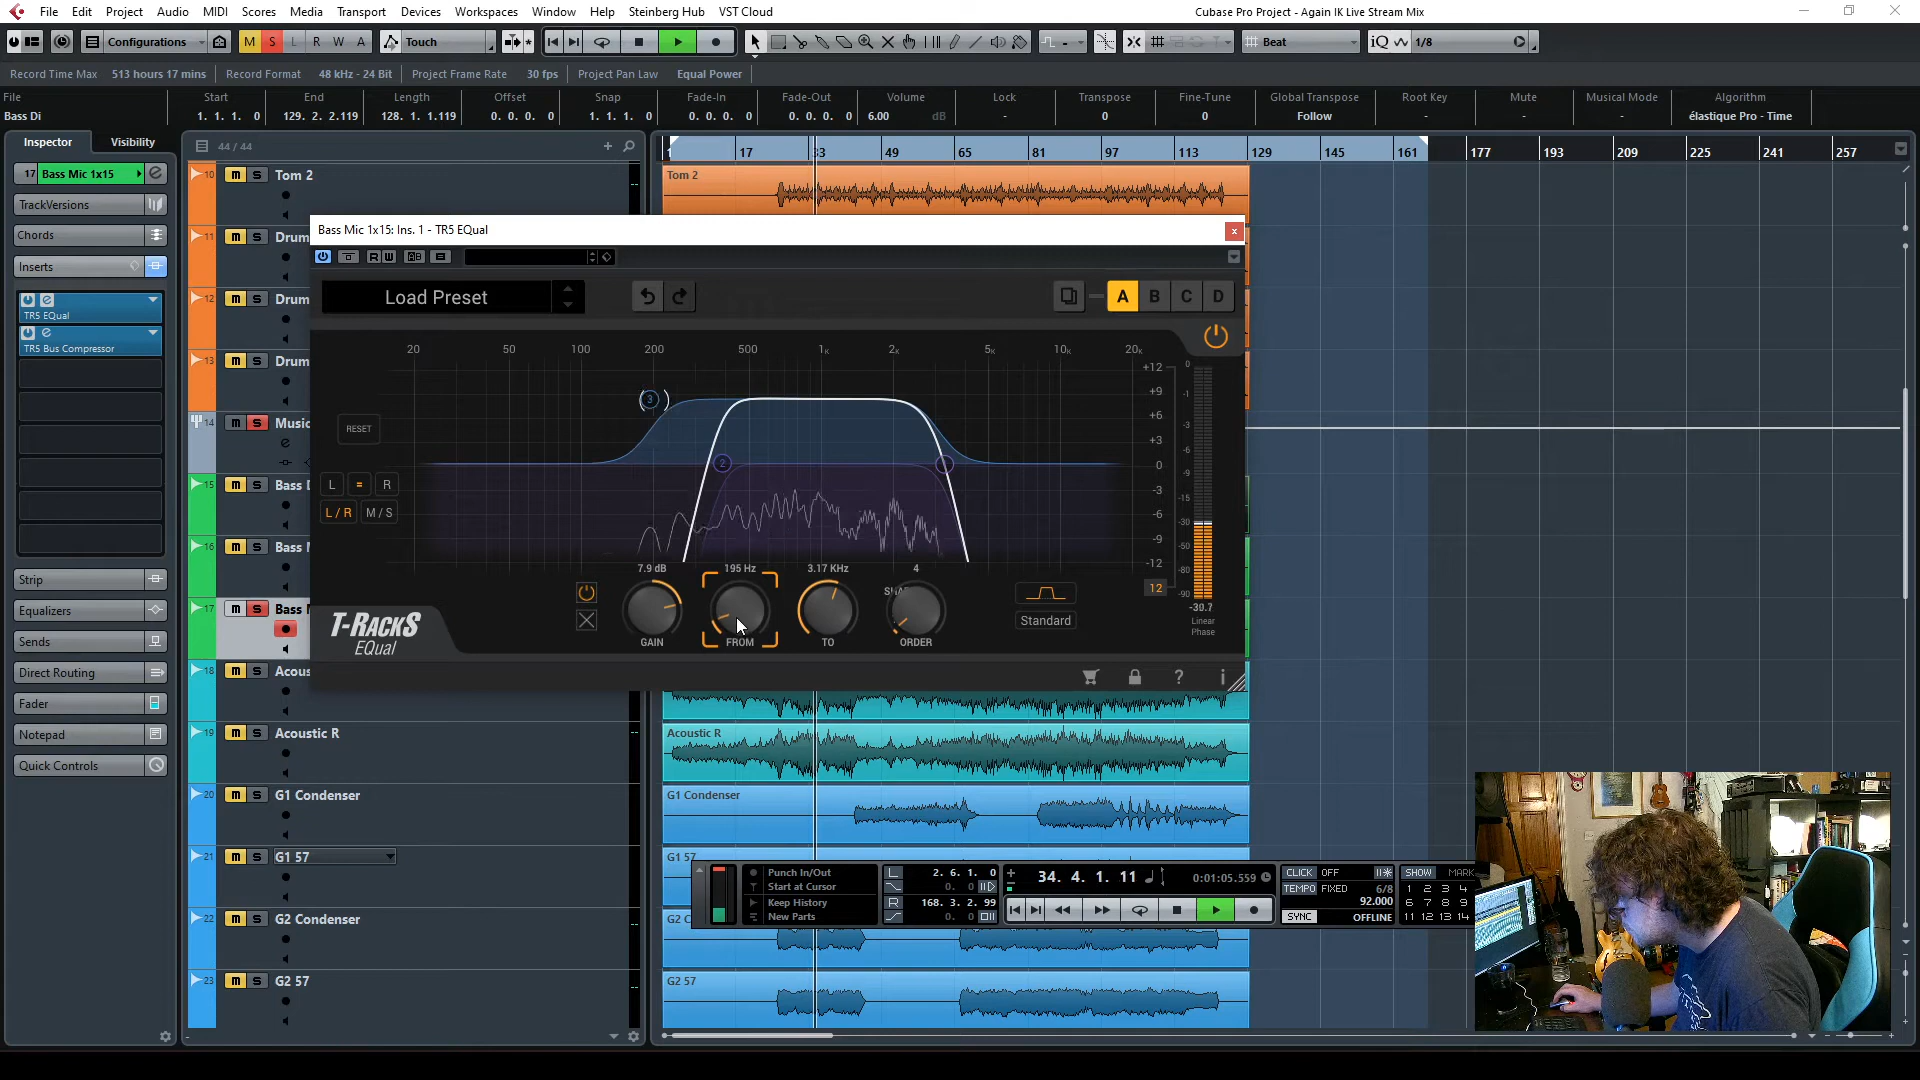 File Edit Project Audio MIDI Scores Media Transport Devices Workspaces Window Help Steinberg Hub VST Cloud
Cubase Pro Project - Again IK Live Stream Mix
Configurations M S L R W A Touch Beat iQ 1/8
Record Time Max 513 hours 17 mins Record Format 48 kHz - 24 Bit Project Frame Rate 30 fps Project Pan Law Equal Power
File Start End Length Offset Snap Fade-In Fade-Out Volume Lock Transpose Fine-Tune Global Transpose Root Key Mute Musical Mode Algorithm
Bass Di 1. 1. 1. 0 129. 2. 2.119 128. 1. 1.119 0. 0. 0. 0 1. 1. 1. 0 0. 0. 0. 0 0. 0. 0. 0 6.00 dB - 0 0 Follow - - - élastique Pro - Time
Inspector Visibility
17 Bass Mic 1x15
TrackVersions
Chords
Inserts
TR5 EQual
TR5 Bus Compressor
Strip
Equalizers
Sends
Direct Routing
Fader
Notepad
Quick Controls
44 / 44
1 17 33 49 65 81 97 113 129 145 161 177 193 209 225 241 257
10 m S Tom 2
Tom 2
11 m S Drum
12 m S Drum
13 m S Drum
14 m S Music
15 m S Bass
16 m S Bass
17 m S Bass
18 m S Acous
19 m S Acoustic R
Acoustic R
20 m S G1 Condenser
G1 Condenser
21 m S G1 57
G1 57
22 m S G2 Condenser
G2 C
23 m S G2 57
G2 57
Bass Mic 1x15: Ins. 1 - TR5 EQual
R W
Load Preset
A B C D
20 50 100 200 500 1K 2K 5K 10K 20K
+12
+9
+6
+3
0
-3
-6
-9
-12
12
0
-1
-3
-6
-9
-15
-30
-50
-80
-90
-30.7
Linear
Phase
RESET
L = R
L / R M / S
3
2
7.9 dB 195 Hz 3.17 KHz 4
GAIN FROM TO ORDER
Standard
T-RackS
EQual
Punch In/Out
Start at Cursor
Keep History
New Parts
L 2. 6. 1. 0
0. 0
R 168. 3. 2. 99
0. 0
34. 4. 1. 11
0:01:05.559
CLICK OFF
TEMPO FIXED 6/8
92.000
SYNC OFFLINE
SHOW MARK
1 2 3 4
6 7 8 9
11 12 13 14